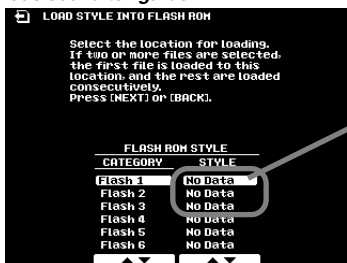 LOAD STYLE INTO FLASH ROM
Select the location for loading.
If two or more files are selected,
the first file is loaded to this
location, and the rest are loaded
consecutively.
Press [NEXT] or [BACK].
FLASH ROM STYLE
CATEGORY STYLE
Flash 1 No Data
Flash 2 No Data
Flash 3 No Data
Flash 4 No Data
Flash 5 No Data
Flash 6 No Data